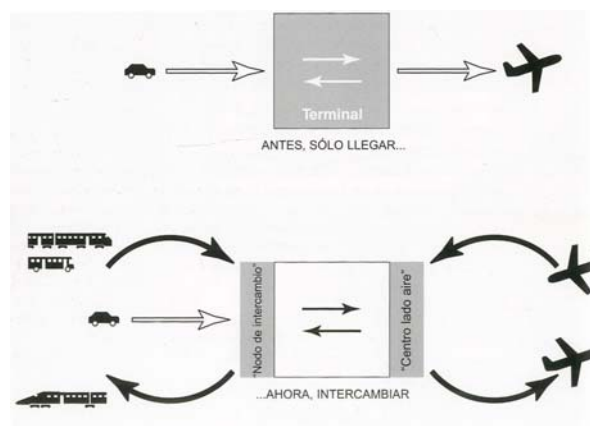 Terminal
ANTES, SÓLO LLEGAR...
"Nodo de intercambio"
"Centro lado aire"
...AHORA, INTERCAMBIAR